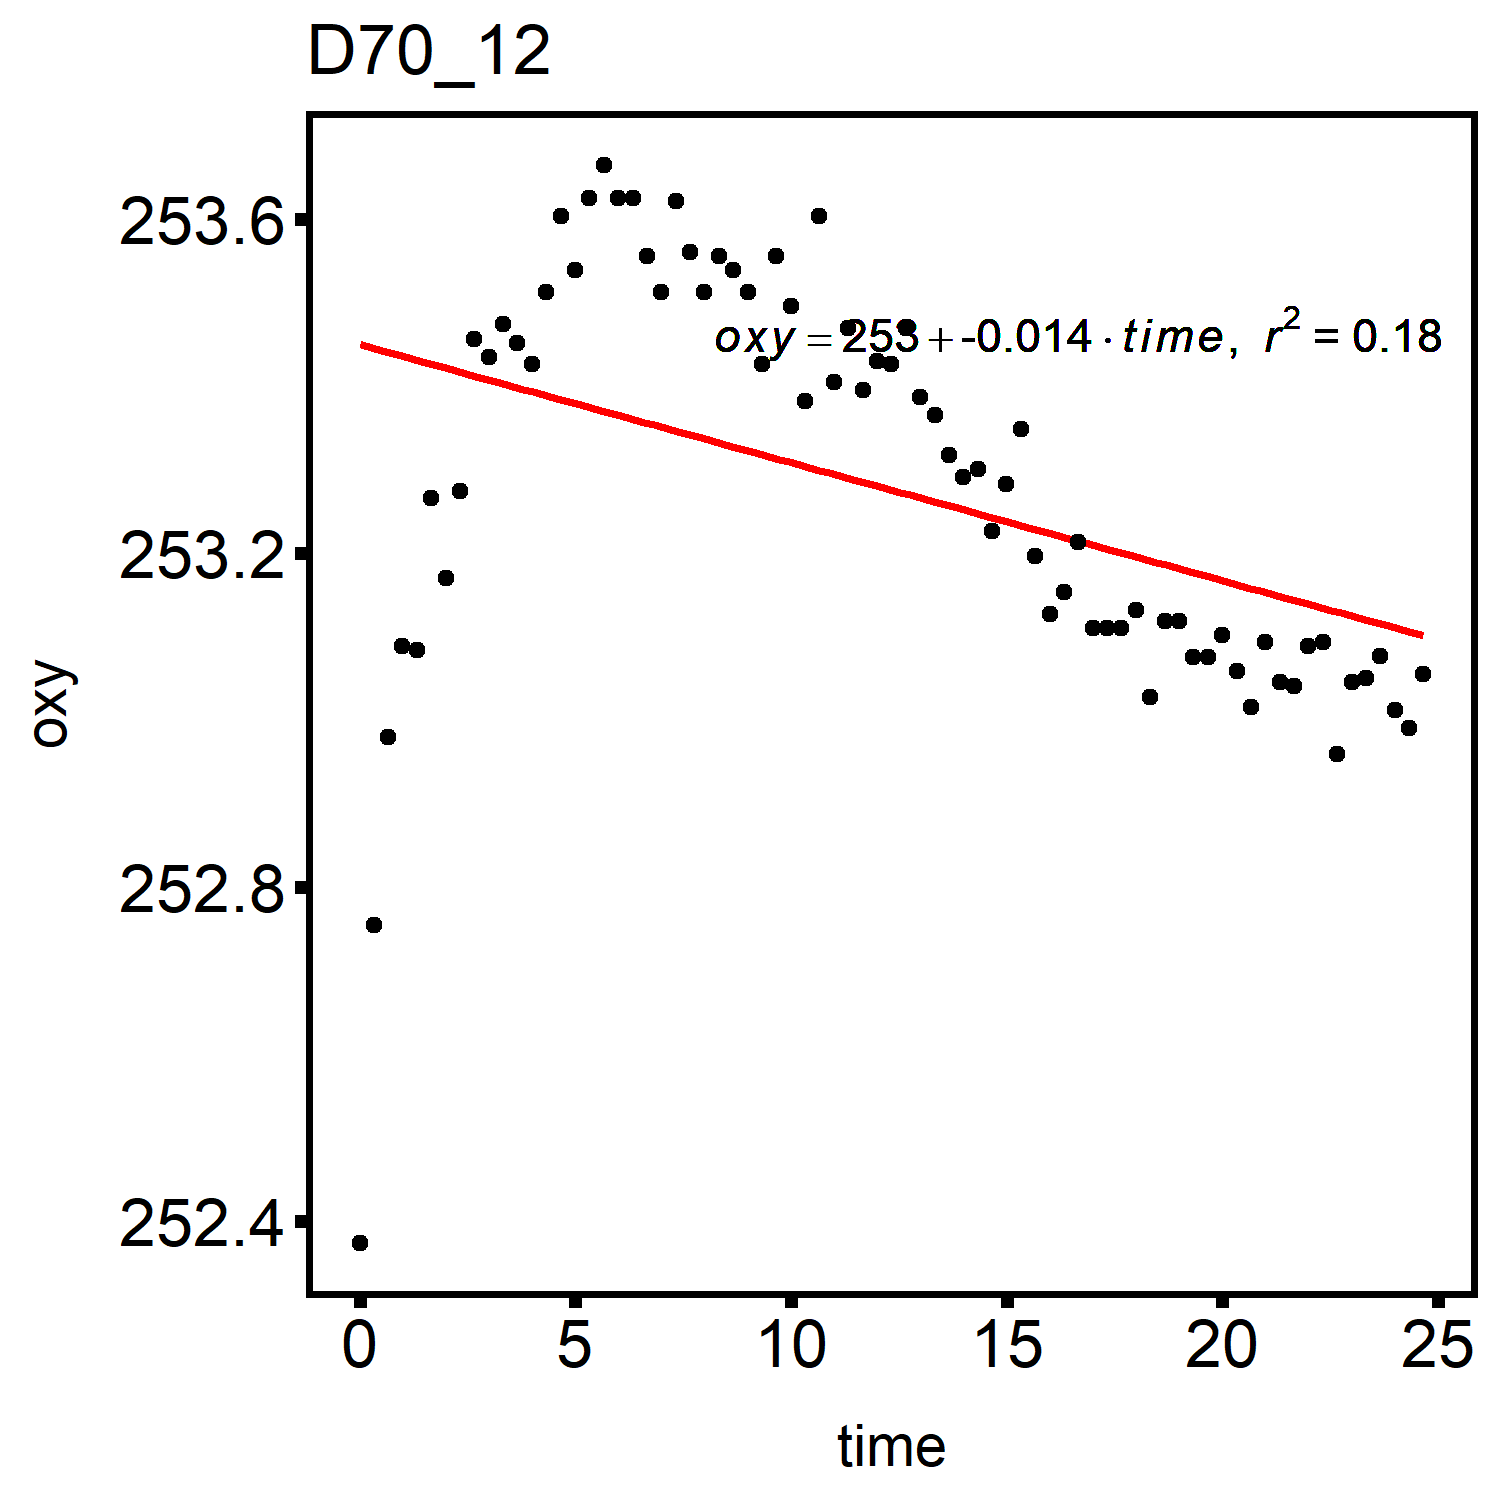 D70_12
253.6
oxy = 253 + -0.014 · time, r² = 0.18
253.2
oxy
252.8
252.4
0 5 10 15 20 25
time